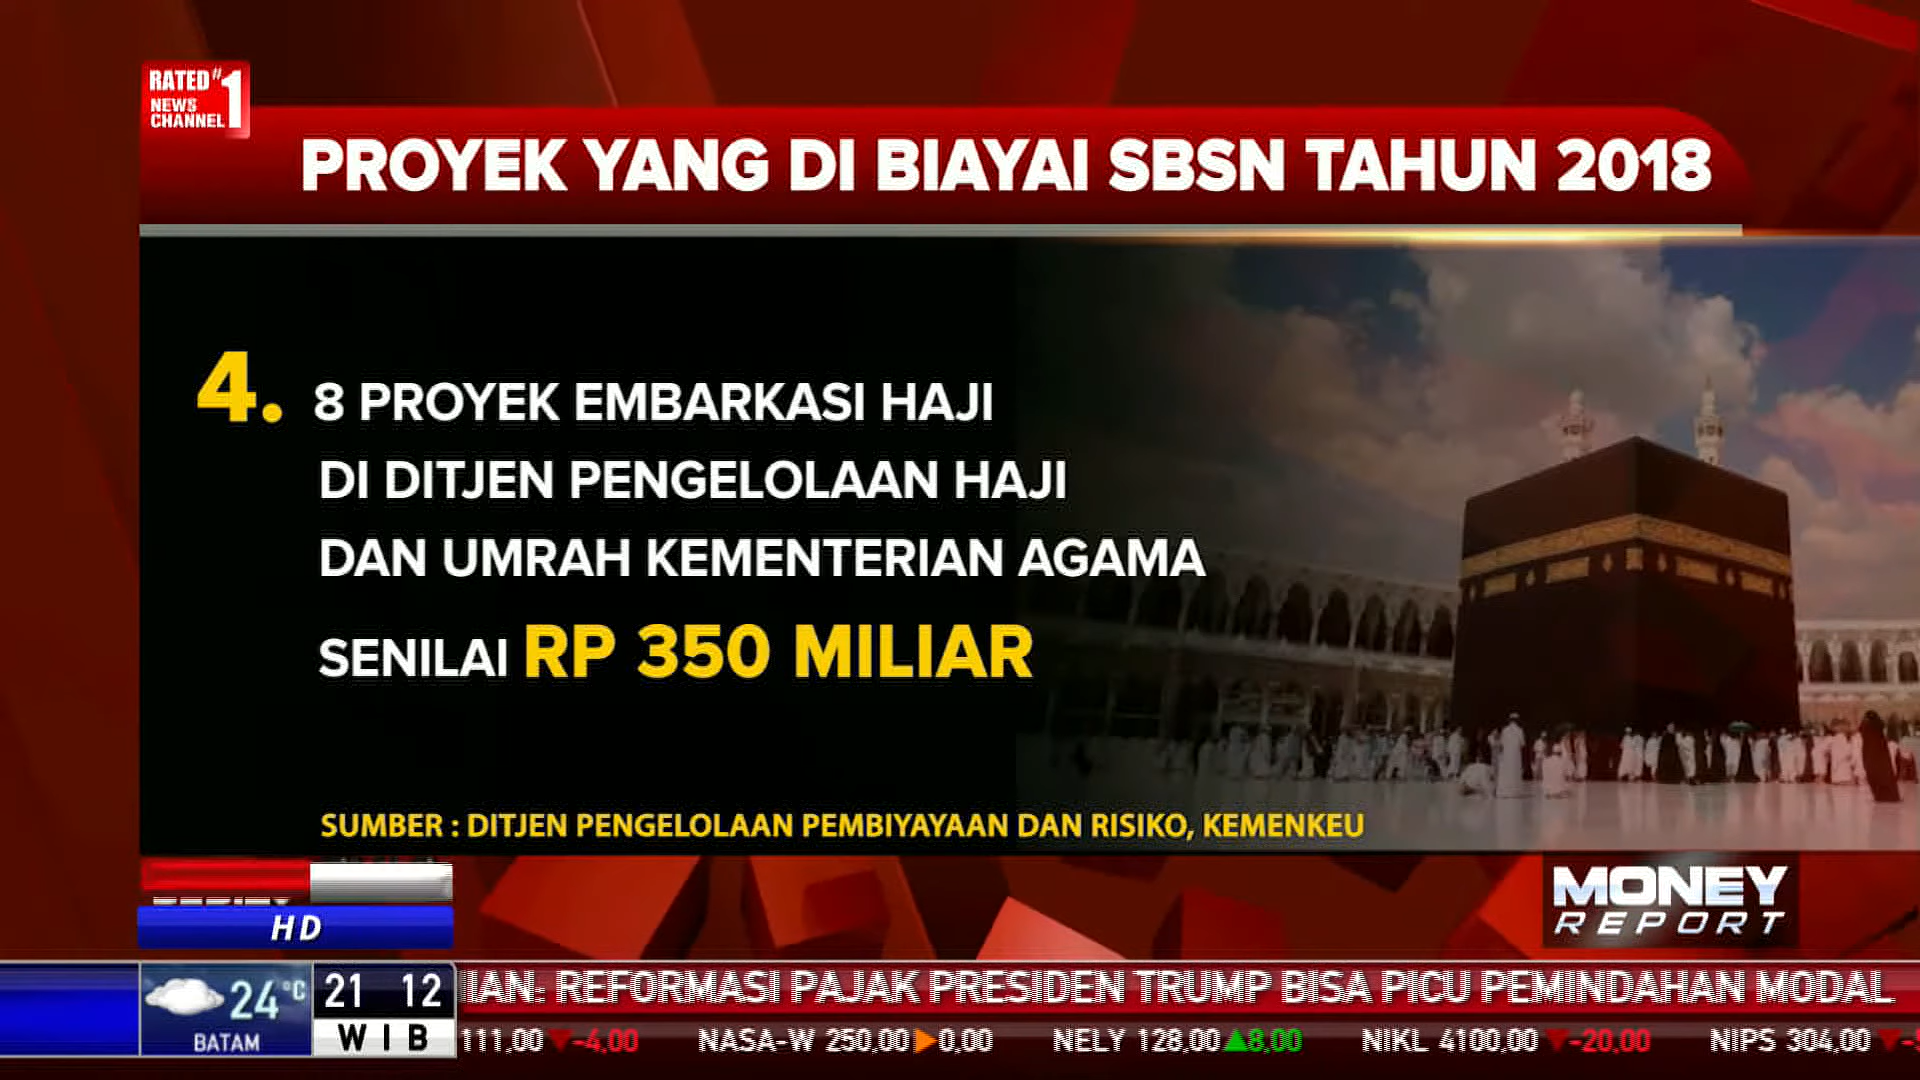 RATED #1
NEWS
CHANNEL
PROYEK YANG DI BIAYAI SBSN TAHUN 2018
4. 8 PROYEK EMBARKASI HAJI
DI DITJEN PENGELOLAAN HAJI
DAN UMRAH KEMENTERIAN AGAMA
SENILAI RP 350 MILIAR
SUMBER : DITJEN PENGELOLAAN PEMBIYAYAAN DAN RISIKO, KEMENKEU
HD
MONEY
REPORT
24°C
BATAM
21 12
WIB
IAN: REFORMASI PAJAK PRESIDEN TRUMP BISA PICU PEMINDAHAN MODAL
111,00 ▼-4,00 NASA-W 250,00 ▶0,00 NELY 128,00 ▲8,00 NIKL 4100,00 ▼-20,00 NIPS 304,00 ▼